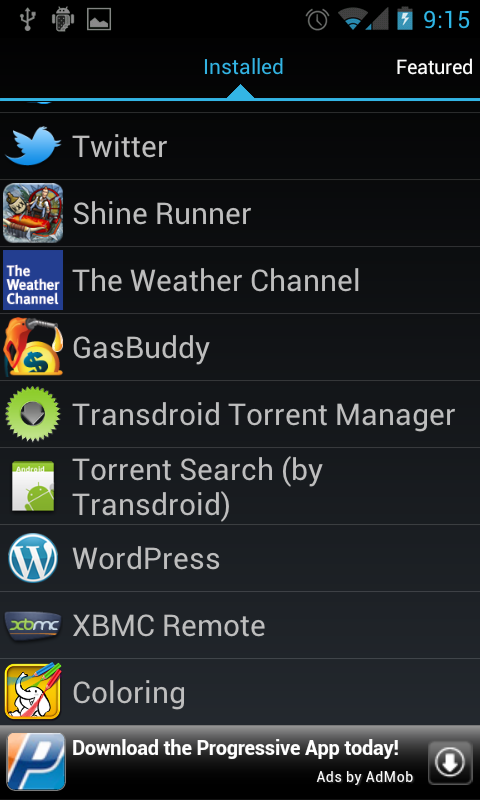 9:15
Installed
Featured
Twitter
Shine Runner
The
Weather
Channel
The Weather Channel
GasBuddy
Transdroid Torrent Manager
Android
Torrent Search (by
Transdroid)
WordPress
xbmc
XBMC Remote
Coloring
Download the Progressive App today!
Ads by AdMob